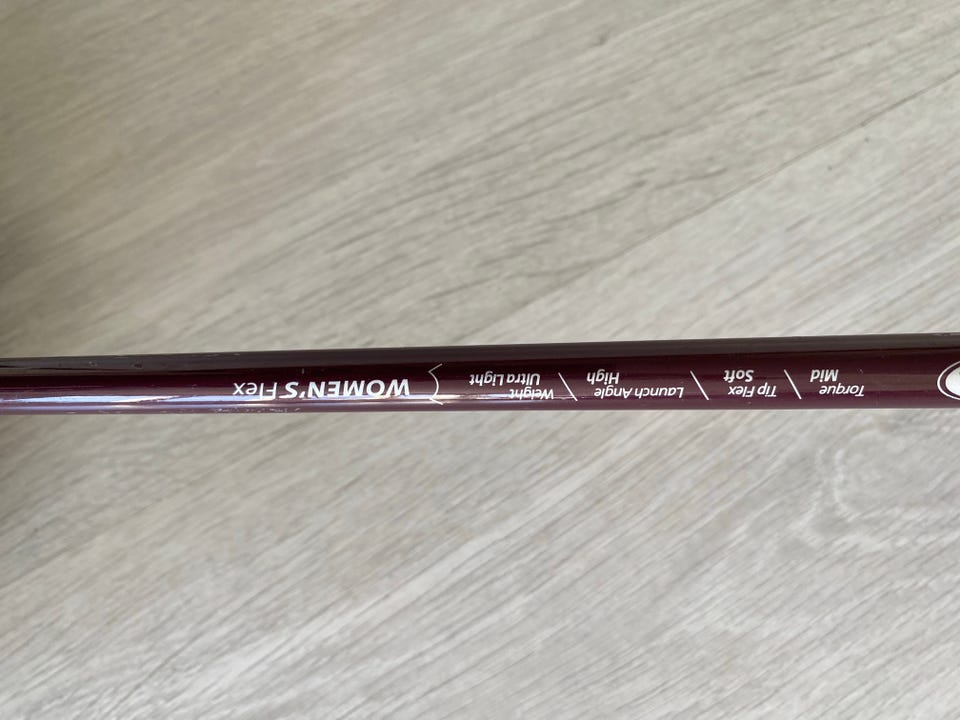 Torque
Mid
Tip Flex
Soft
Launch Angle
High
Weight
Ultra Light
WOMEN'S Flex